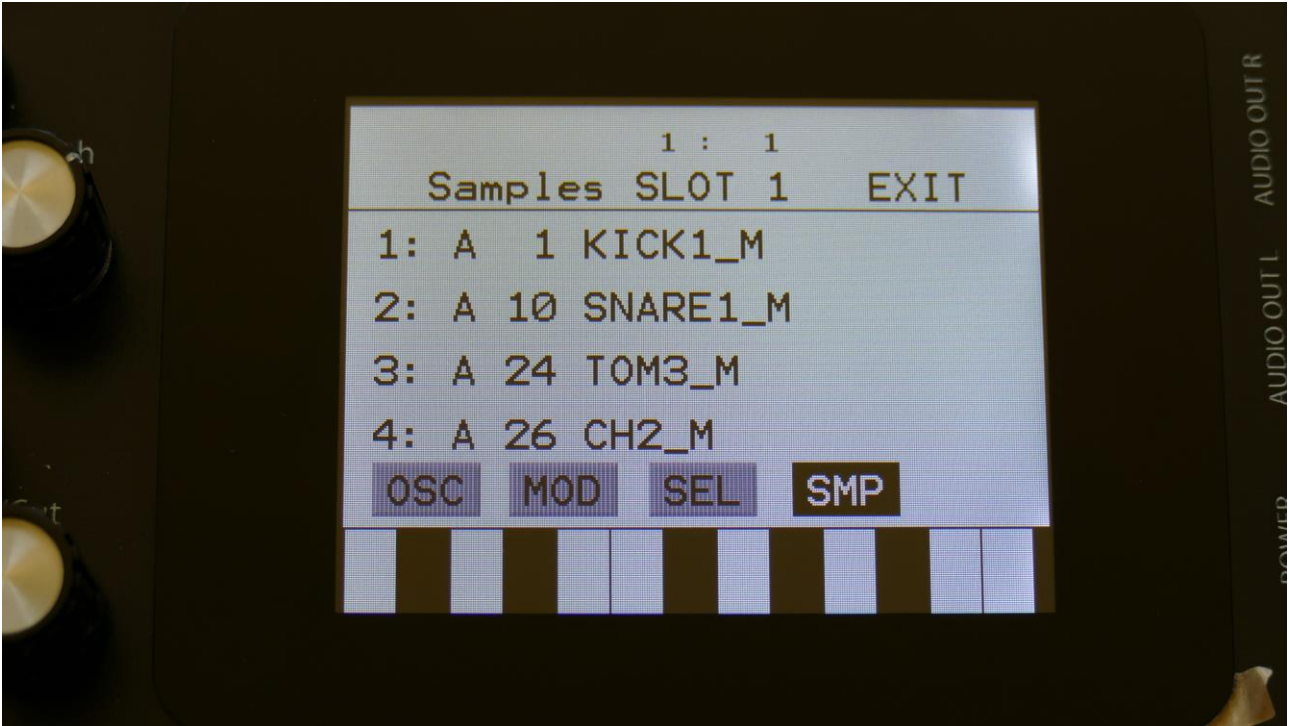 1 : 1
Samples SLOT 1 EXIT
1: A 1 KICK1_M
2: A 10 SNARE1_M
3: A 24 TOM3_M
4: A 26 CH2_M
OSC MOD SEL SMP
AUDIO OUT R
AUDIO OUT L
POWER